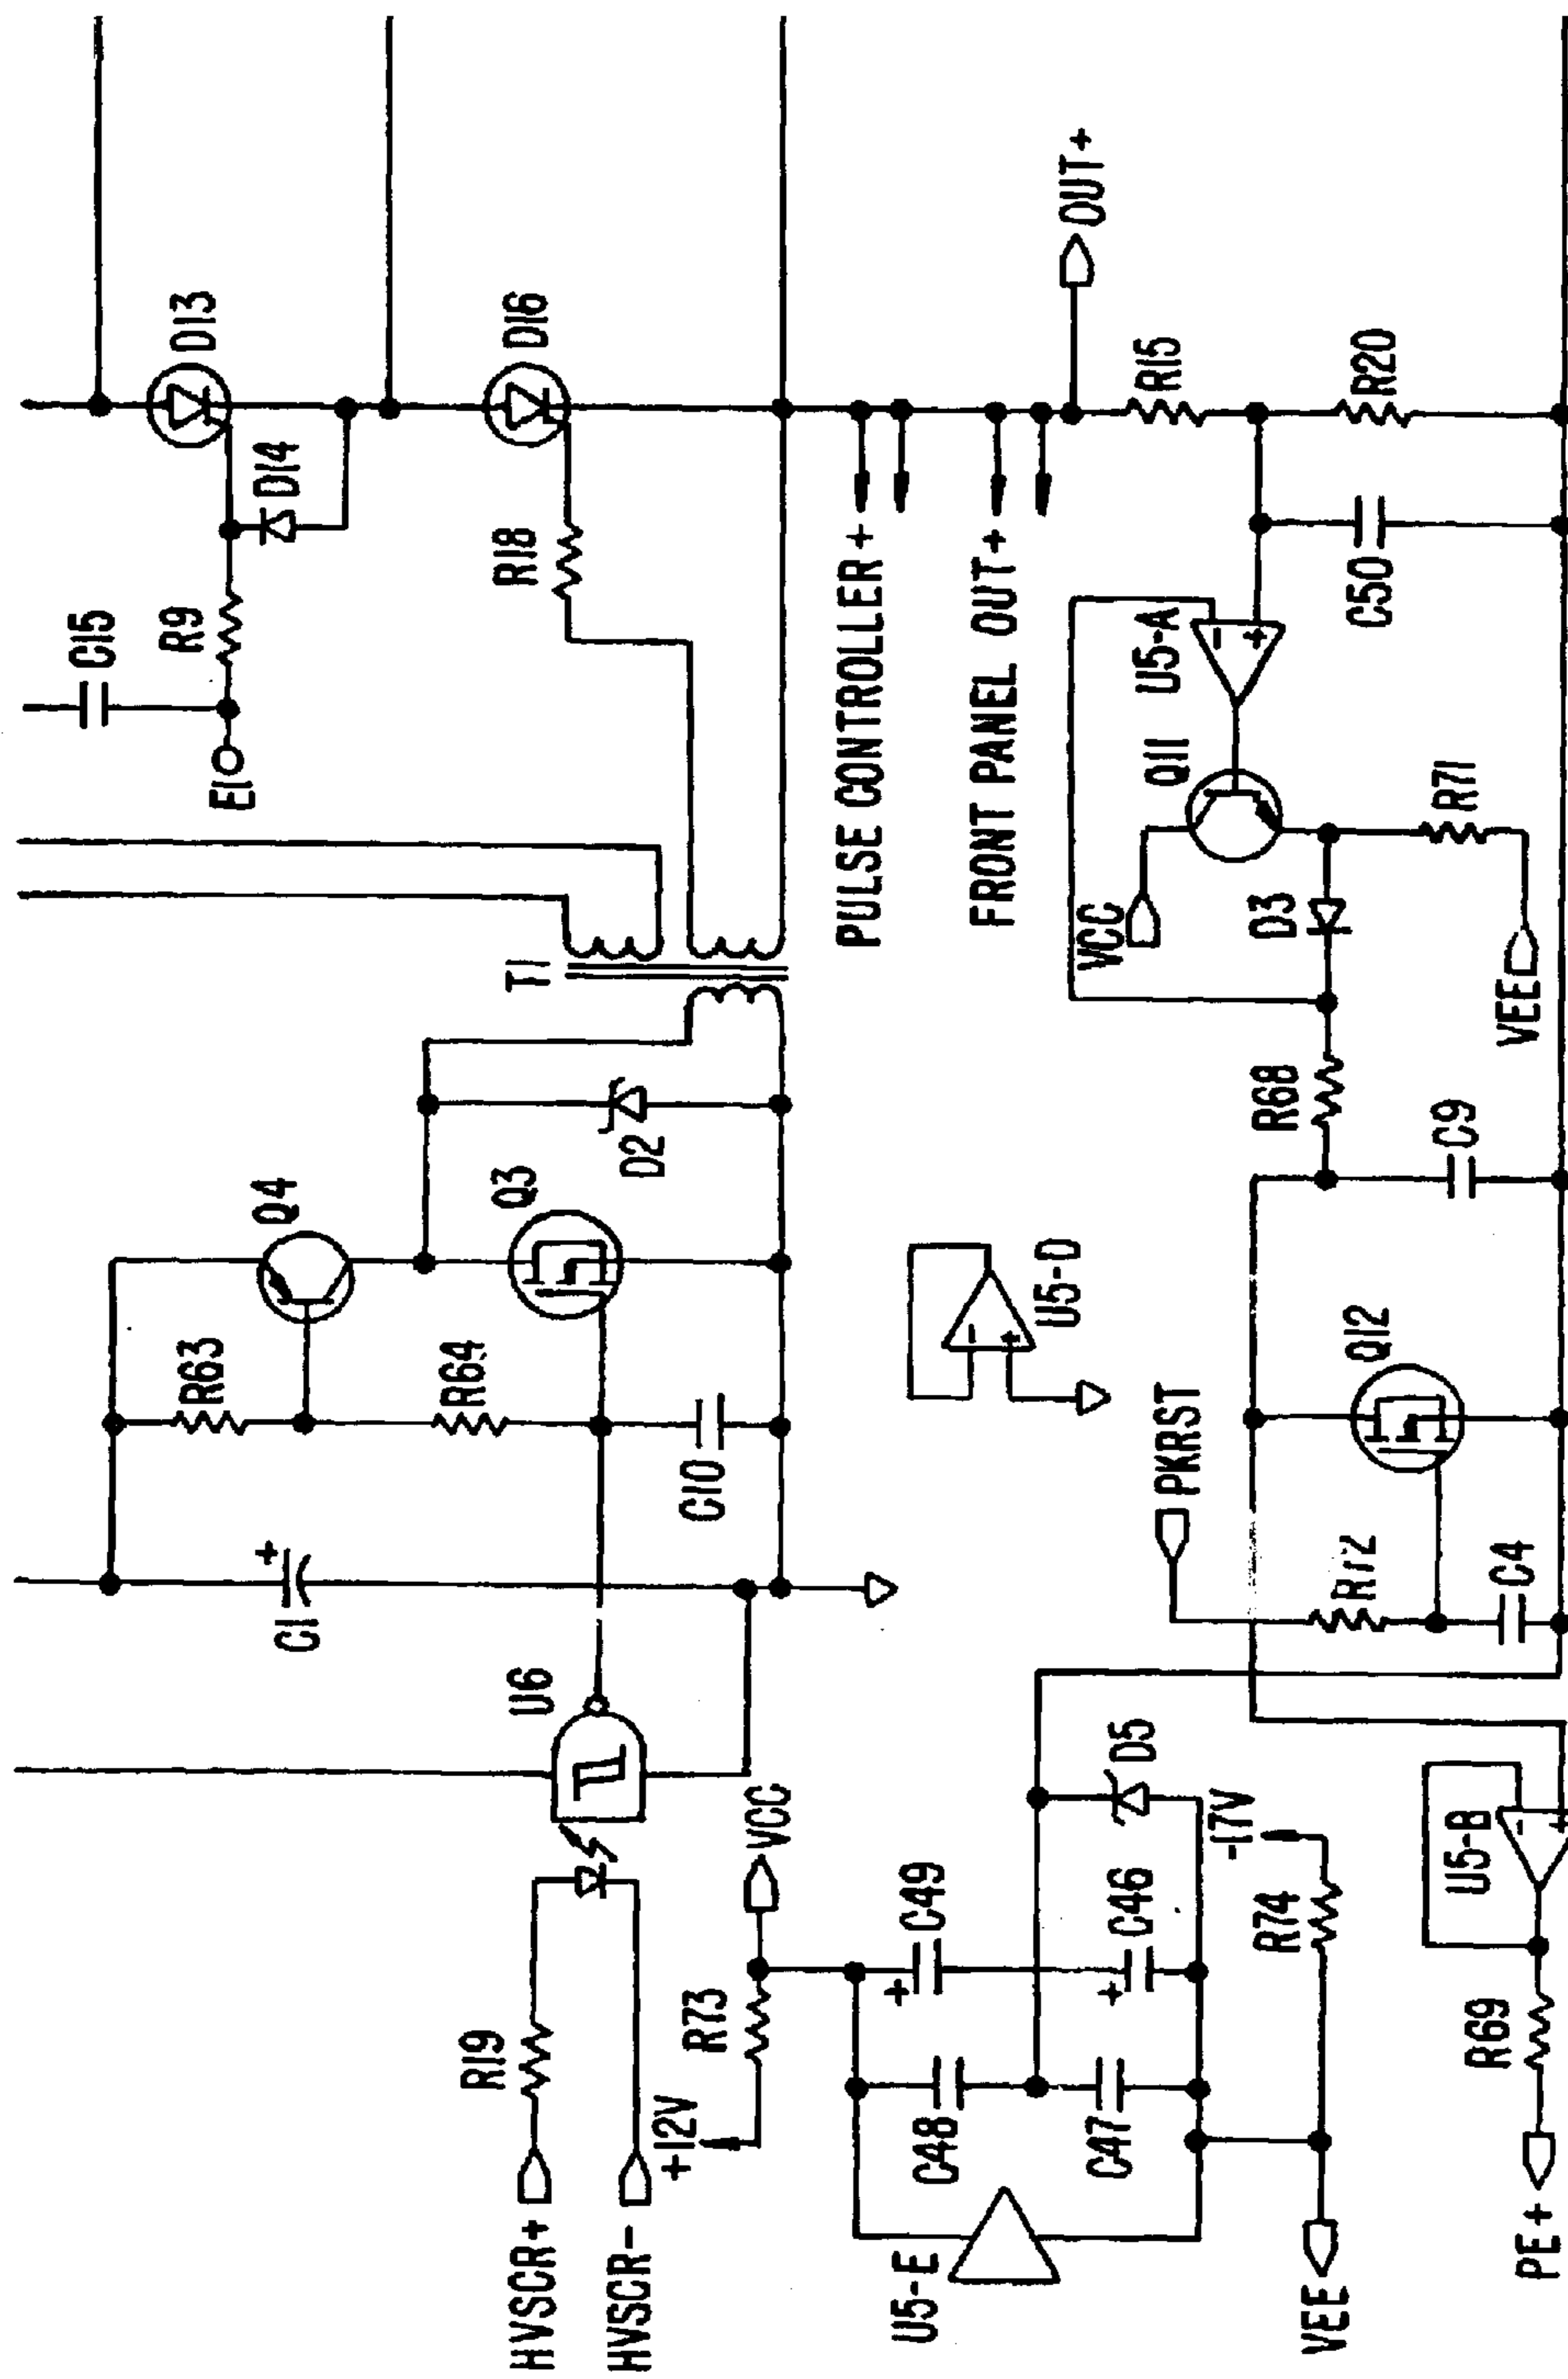 D13
D14
C15
R9
E1
D16
R18
T1
Q4
Q3
D2
R63
R64
C10
C1
U6
R19
HVSCR+
HVSCR-
PULSE CONTROLLER +
FRONT PANEL OUT+
OUT+
R15
R20
C50
U5-A
-
+
Q11
VCC
D3
R71
VEE
R68
C9
U5-D
-
+
Q12
PKRST
R72
C4
VCC
R73
+12V
C49
+
C46
+
C48
C47
D5
-17V
R74
U5-E
VEE
U5-B
-
+
R69
PE+
+